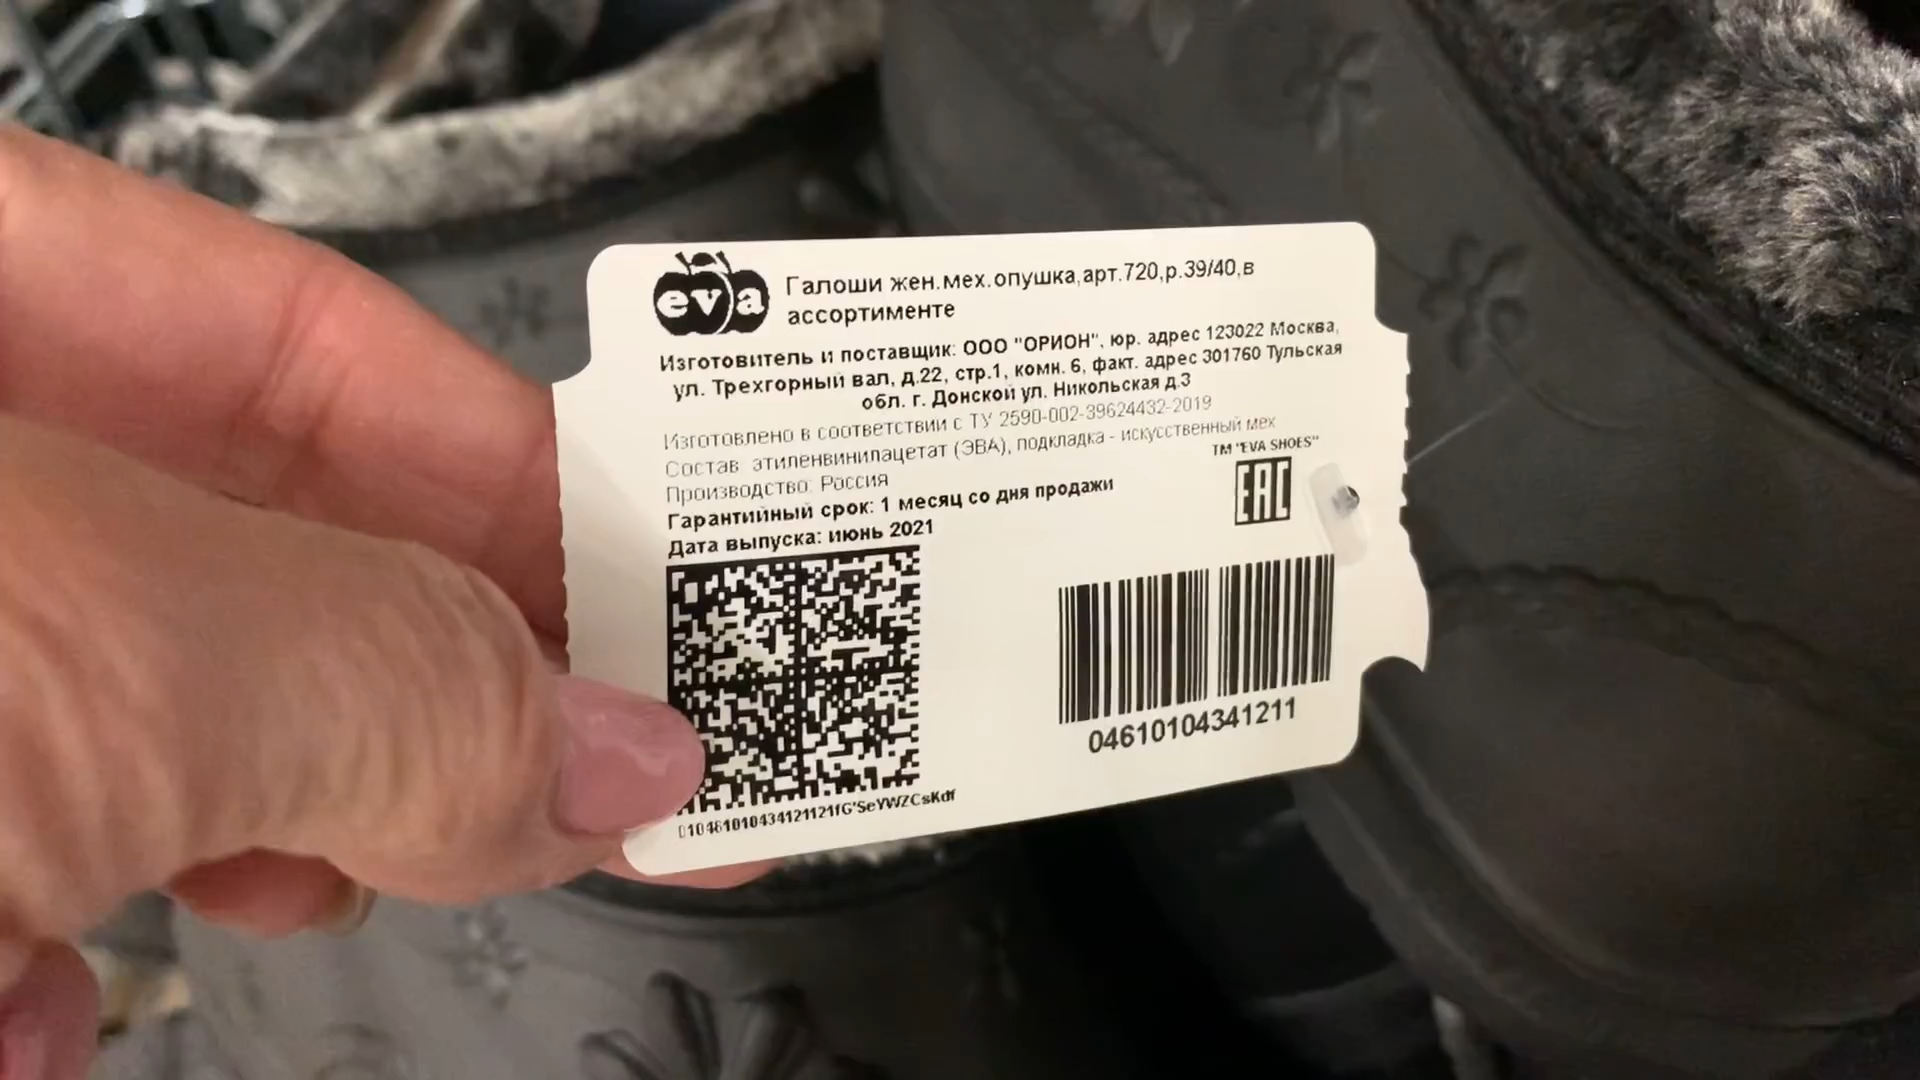 eva
Галоши жен.мех.опушка,арт.720,р.39/40,в
ассортименте
Изготовитель и поставщик: ООО "ОРИОН", юр. адрес 123022 Москва,
ул. Трехгорный вал, д.22, стр.1, комн. 6, факт. адрес 301760 Тульская
обл. г. Донской ул. Никольская д.3
Изготовлено в соответствии с ТУ 2590-002-39624432-2019
Состав: этиленвинилацетат (ЭВА), подкладка - искусственный мех
Производство: Россия
ТМ "EVA SHOES"
Гарантийный срок: 1 месяц со дня продажи
EAC
Дата выпуска: июнь 2021
04610104341211
010461010434121121fG'SeYWZCsKdf